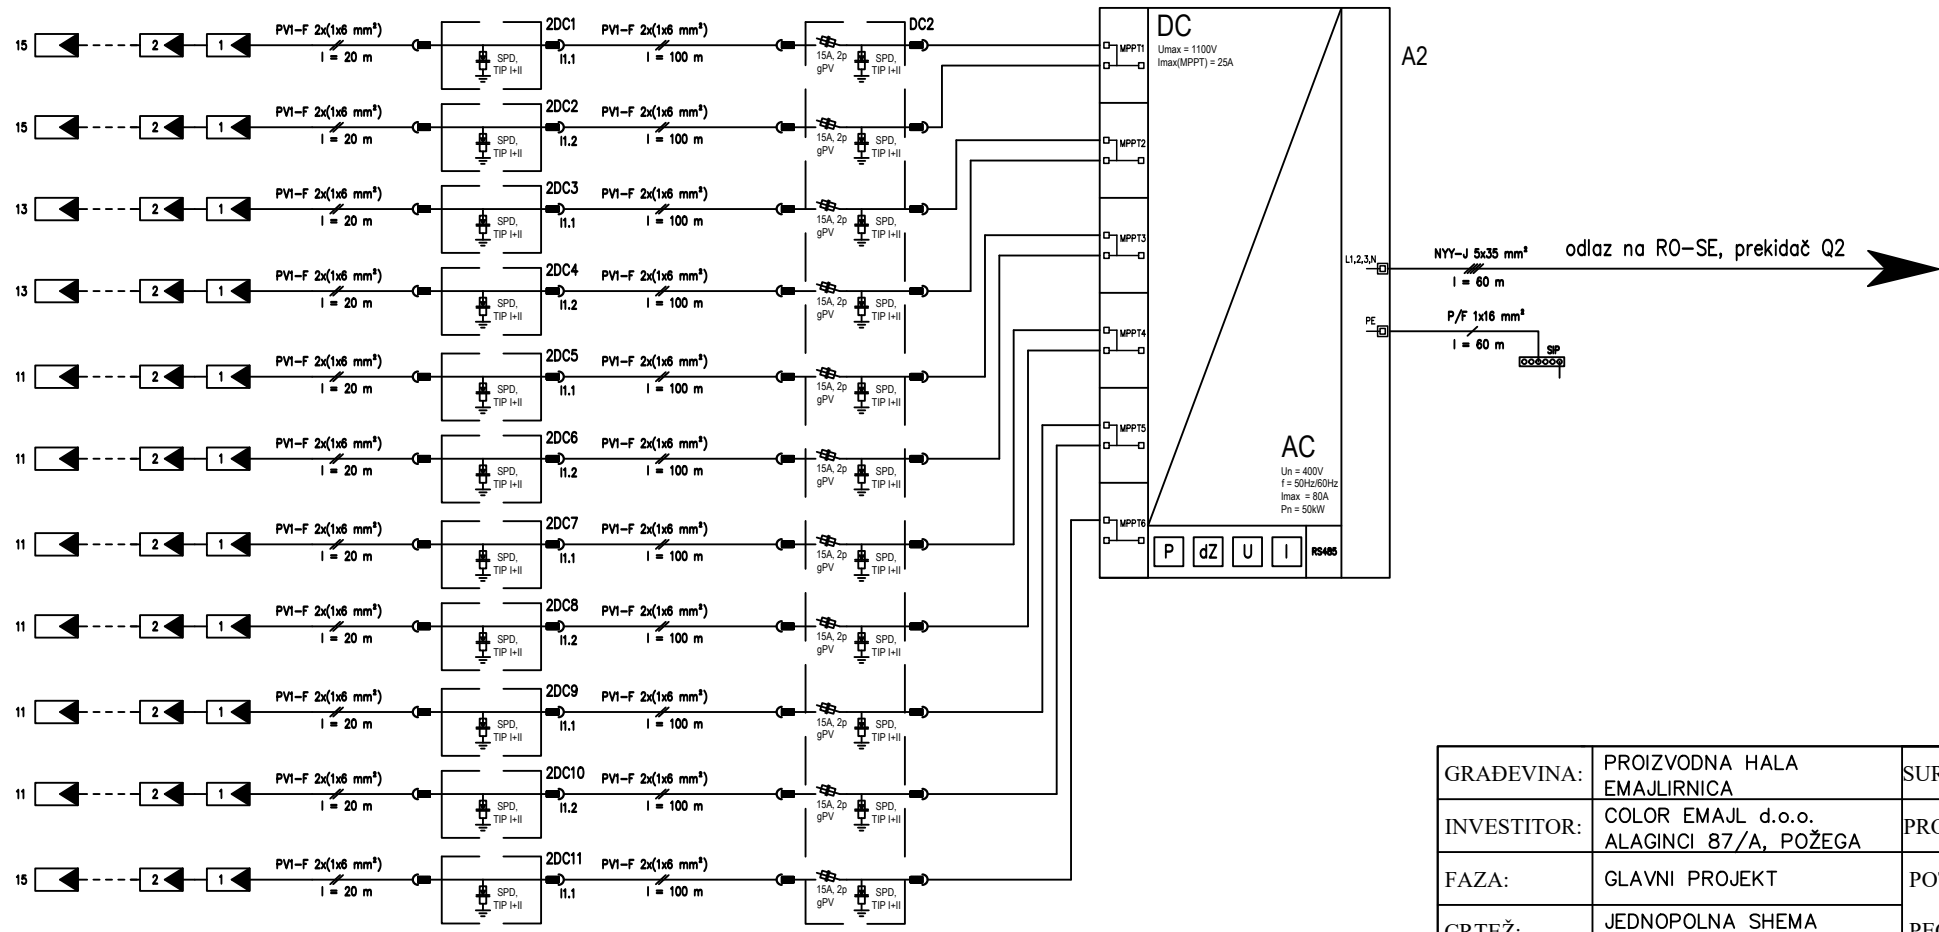 15 2 1 PV1-F 2x(1x6 mm²) l = 20 m SPD, TIP I+II 2DC1 I1.1 PV1-F 2x(1x6 mm²) l = 100 m 15A, 2p gPV SPD, TIP I+II DC2
15 2 1 PV1-F 2x(1x6 mm²) l = 20 m SPD, TIP I+II 2DC2 I1.2 PV1-F 2x(1x6 mm²) l = 100 m 15A, 2p gPV SPD, TIP I+II
13 2 1 PV1-F 2x(1x6 mm²) l = 20 m SPD, TIP I+II 2DC3 I1.1 PV1-F 2x(1x6 mm²) l = 100 m 15A, 2p gPV SPD, TIP I+II
13 2 1 PV1-F 2x(1x6 mm²) l = 20 m SPD, TIP I+II 2DC4 I1.2 PV1-F 2x(1x6 mm²) l = 100 m 15A, 2p gPV SPD, TIP I+II
11 2 1 PV1-F 2x(1x6 mm²) l = 20 m SPD, TIP I+II 2DC5 I1.1 PV1-F 2x(1x6 mm²) l = 100 m 15A, 2p gPV SPD, TIP I+II
11 2 1 PV1-F 2x(1x6 mm²) l = 20 m SPD, TIP I+II 2DC6 I1.2 PV1-F 2x(1x6 mm²) l = 100 m 15A, 2p gPV SPD, TIP I+II
11 2 1 PV1-F 2x(1x6 mm²) l = 20 m SPD, TIP I+II 2DC7 I1.1 PV1-F 2x(1x6 mm²) l = 100 m 15A, 2p gPV SPD, TIP I+II
11 2 1 PV1-F 2x(1x6 mm²) l = 20 m SPD, TIP I+II 2DC8 I1.2 PV1-F 2x(1x6 mm²) l = 100 m 15A, 2p gPV SPD, TIP I+II
11 2 1 PV1-F 2x(1x6 mm²) l = 20 m SPD, TIP I+II 2DC9 I1.1 PV1-F 2x(1x6 mm²) l = 100 m 15A, 2p gPV SPD, TIP I+II
11 2 1 PV1-F 2x(1x6 mm²) l = 20 m SPD, TIP I+II 2DC10 I1.2 PV1-F 2x(1x6 mm²) l = 100 m 15A, 2p gPV SPD, TIP I+II
15 2 1 PV1-F 2x(1x6 mm²) l = 20 m SPD, TIP I+II 2DC11 I1.1 PV1-F 2x(1x6 mm²) l = 100 m 15A, 2p gPV SPD, TIP I+II
DC
Umax = 1100V
Imax(MPPT) = 25A
A2
MPPT1
MPPT2
MPPT3
MPPT4
MPPT5
MPPT6
AC
Un = 400V
f = 50Hz/60Hz
Imax = 80A
Pn = 50kW
P dZ U I RS485
L1,2,3,N
NYY-J 5x35 mm²
l = 60 m
odlaz na RO-SE, prekidač Q2
PE
P/F 1x16 mm²
l = 60 m
SIP
GRAĐEVINA: PROIZVODNA HALA
EMAJLIRNICA
INVESTITOR: COLOR EMAJL d.o.o.
ALAGINCI 87/A, POŽEGA
FAZA: GLAVNI PROJEKT
CRTEŽ: JEDNOPOLNA SHEMA